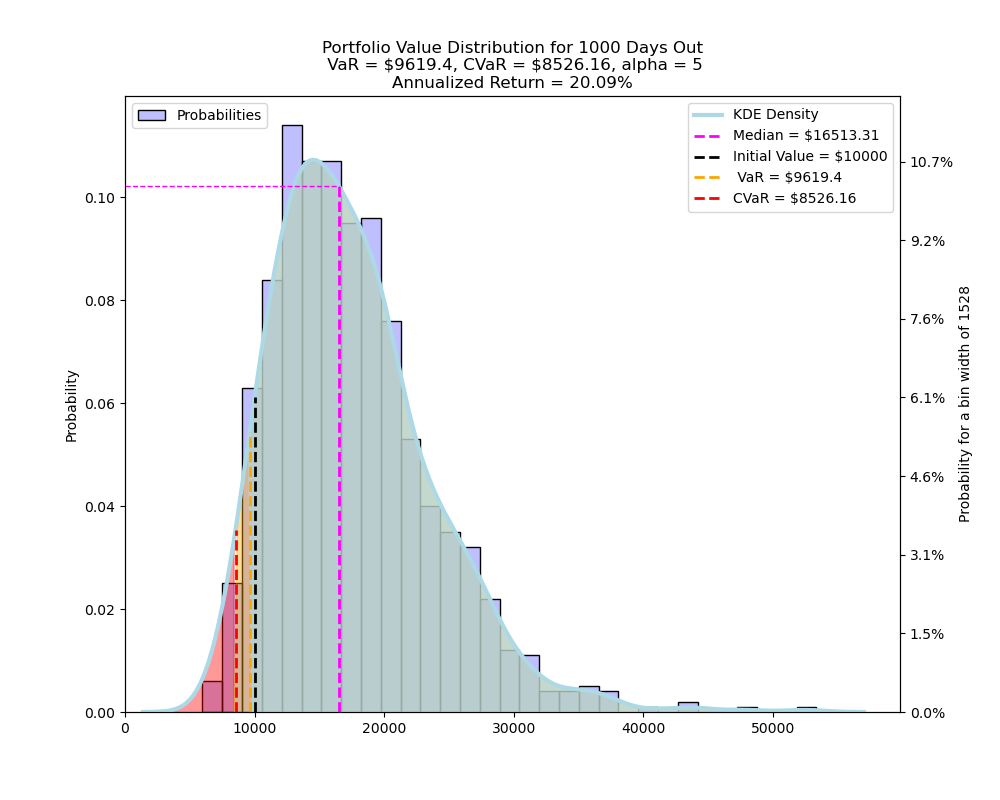 Portfolio Value Distribution for 1000 Days Out
VaR = $9619.4, CVaR = $8526.16, alpha = 5
Annualized Return = 20.09%
Probabilities
KDE Density
Median = $16513.31
Initial Value = $10000
VaR = $9619.4
CVaR = $8526.16
Probability
0.10
0.08
0.06
0.04
0.02
0.00
0
10000
20000
30000
40000
50000
10.7%
9.2%
7.6%
6.1%
4.6%
3.1%
1.5%
0.0%
Probability for a bin width of 1528